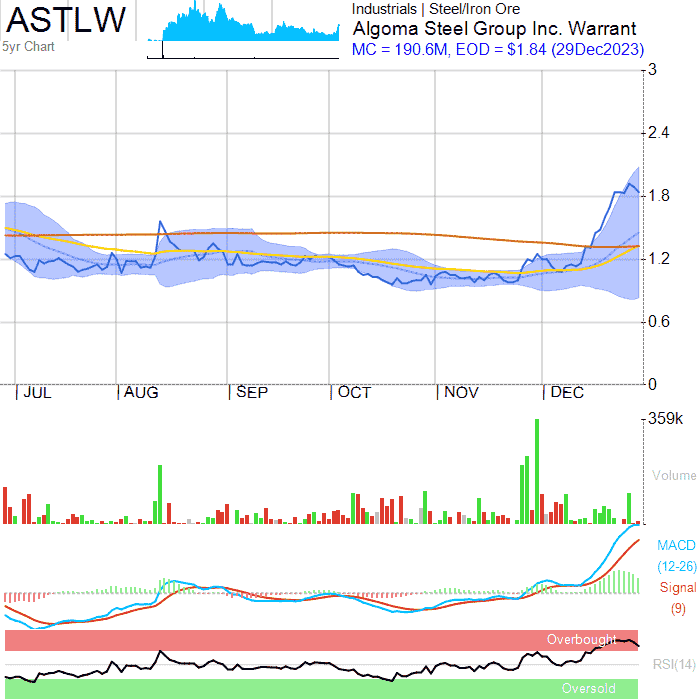 ASTLW
5yr Chart
Industrials | Steel/Iron Ore
Algoma Steel Group Inc. Warrant
MC = 190.6M, EOD = $1.84 (29Dec2023)
3
2.4
1.8
1.2
0.6
0
JUL AUG SEP OCT NOV DEC
359k
Volume
MACD
(12-26)
Signal
(9)
Overbought
RSI(14)
Oversold